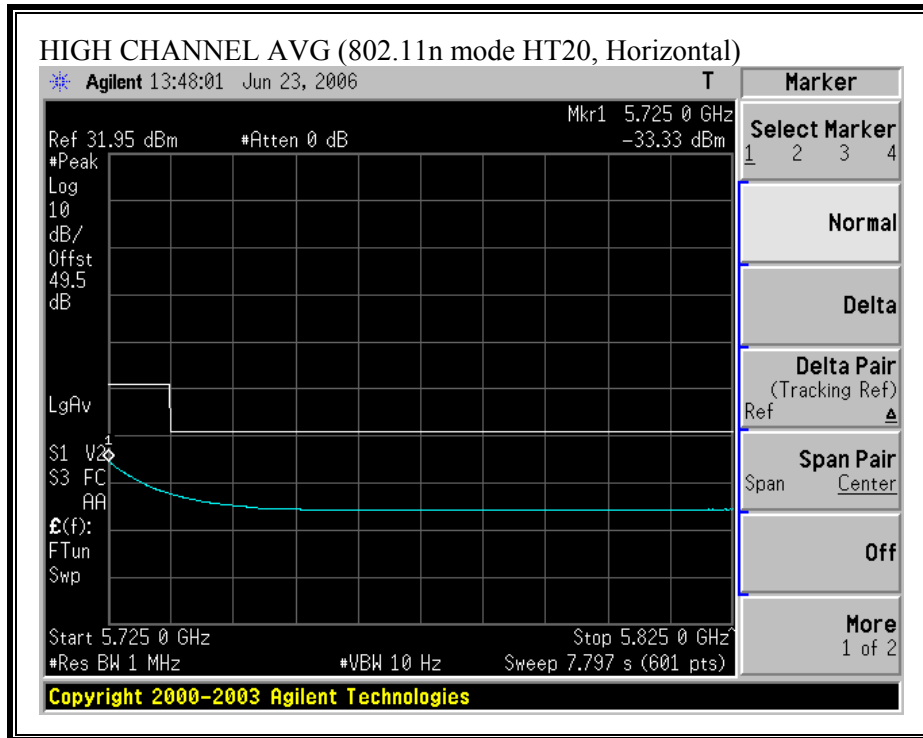 HIGH CHANNEL AVG (802.11n mode HT20, Horizontal)
Agilent 13:48:01 Jun 23, 2006 T
Mkr1 5.725 0 GHz
Ref 31.95 dBm #Atten 0 dB -33.33 dBm
#Peak
Log
10
dB/
Offst
49.5
dB
LgAv
1
S1 V2
S3 FC
AA
£(f):
FTun
Swp
Start 5.725 0 GHz Stop 5.825 0 GHz^
#Res BW 1 MHz #VBW 10 Hz Sweep 7.797 s (601 pts)
Marker
Select Marker
1 2 3 4
Normal
Delta
Delta Pair
(Tracking Ref)
Ref Δ
Span Pair
Span Center
Off
More
1 of 2
Copyright 2000-2003 Agilent Technologies